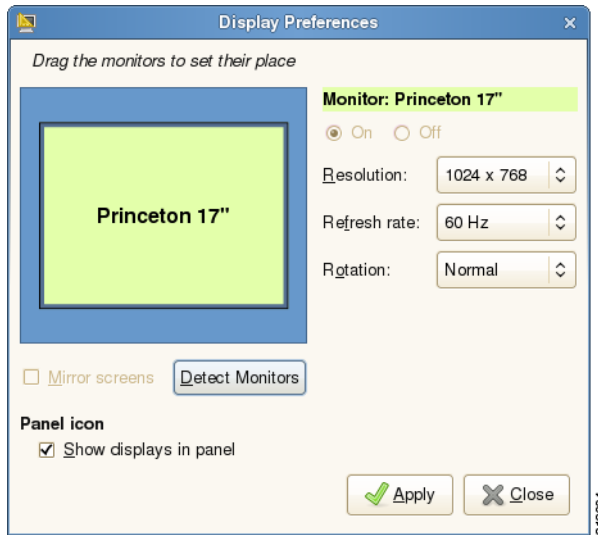 Display Preferences
Drag the monitors to set their place
Princeton 17"
Monitor: Princeton 17"
On Off
Resolution: 1024 x 768
Refresh rate: 60 Hz
Rotation: Normal
Mirror screens Detect Monitors
Panel icon
Show displays in panel
Apply Close